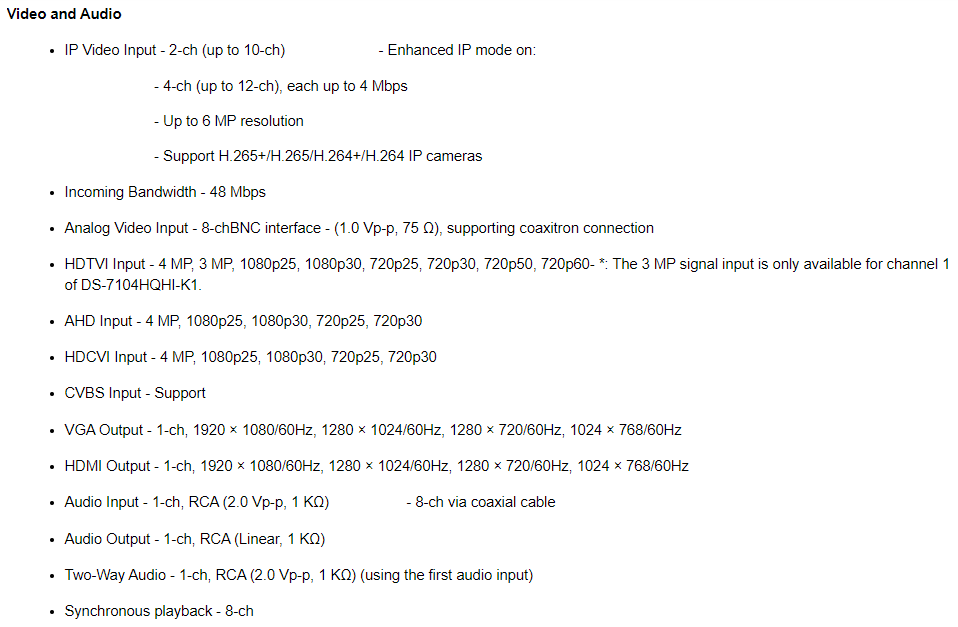 Video and Audio
• IP Video Input - 2-ch (up to 10-ch) - Enhanced IP mode on:
- 4-ch (up to 12-ch), each up to 4 Mbps
- Up to 6 MP resolution
- Support H.265+/H.265/H.264+/H.264 IP cameras
• Incoming Bandwidth - 48 Mbps
• Analog Video Input - 8-chBNC interface - (1.0 Vp-p, 75 Ω), supporting coaxitron connection
• HDTVI Input - 4 MP, 3 MP, 1080p25, 1080p30, 720p25, 720p30, 720p50, 720p60- *: The 3 MP signal input is only available for channel 1
of DS-7104HQHI-K1.
• AHD Input - 4 MP, 1080p25, 1080p30, 720p25, 720p30
• HDCVI Input - 4 MP, 1080p25, 1080p30, 720p25, 720p30
• CVBS Input - Support
• VGA Output - 1-ch, 1920 × 1080/60Hz, 1280 × 1024/60Hz, 1280 × 720/60Hz, 1024 × 768/60Hz
• HDMI Output - 1-ch, 1920 × 1080/60Hz, 1280 × 1024/60Hz, 1280 × 720/60Hz, 1024 × 768/60Hz
• Audio Input - 1-ch, RCA (2.0 Vp-p, 1 KΩ) - 8-ch via coaxial cable
• Audio Output - 1-ch, RCA (Linear, 1 KΩ)
• Two-Way Audio - 1-ch, RCA (2.0 Vp-p, 1 KΩ) (using the first audio input)
• Synchronous playback - 8-ch